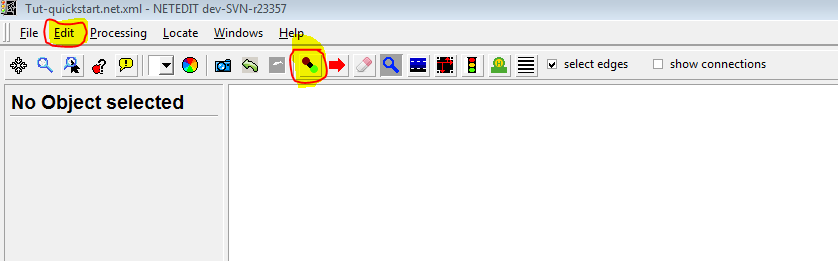 Tut-quickstart.net.xml - NETEDIT dev-SVN-r23357
File Edit Processing Locate Windows Help
select edges show connections
No Object selected